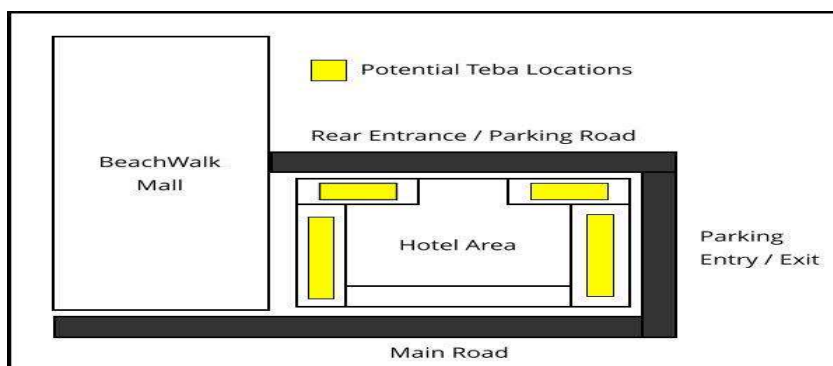 Potential Teba Locations
Rear Entrance / Parking Road
BeachWalk
Mall
Hotel Area
Parking
Entry / Exit
Main Road